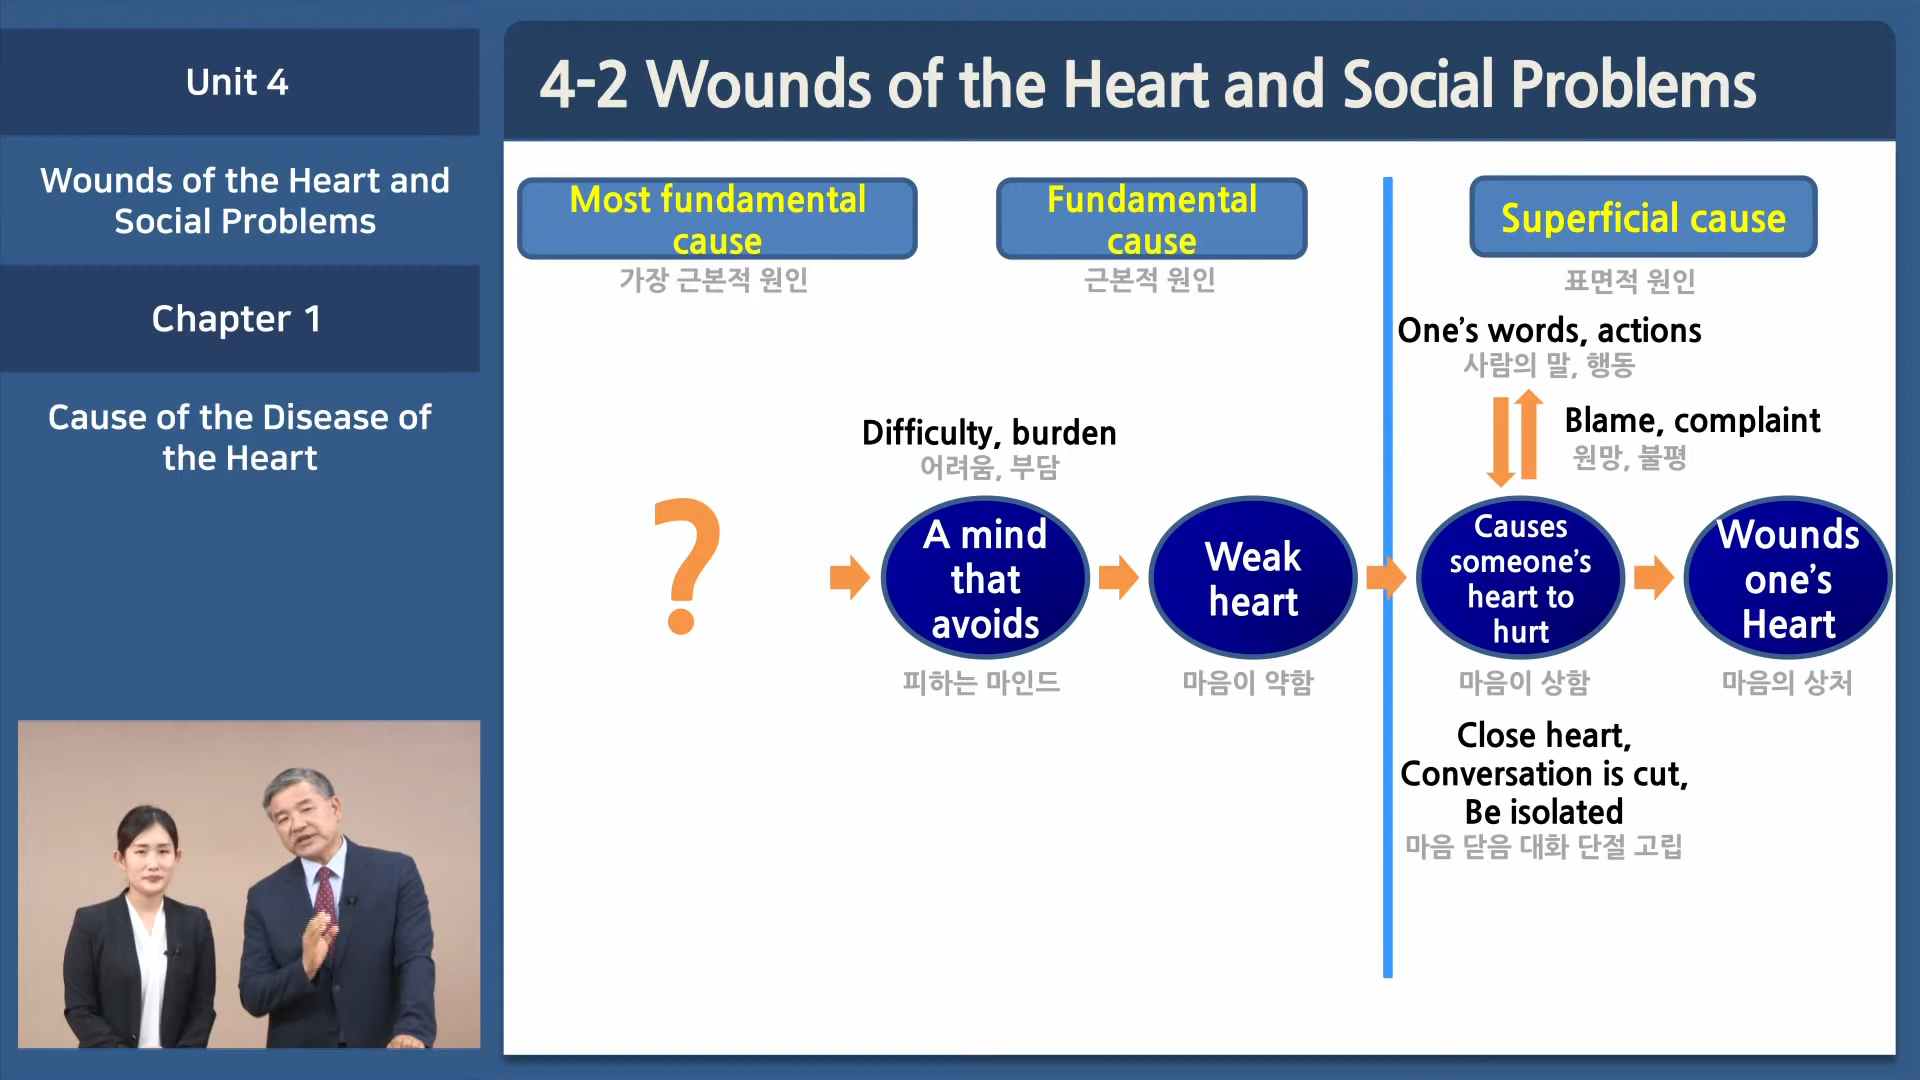 Unit 4
Wounds of the Heart and
Social Problems
Chapter 1
Cause of the Disease of
the Heart
4-2 Wounds of the Heart and Social Problems
Most fundamental
cause
가장 근본적 원인
Fundamental
cause
근본적 원인
Superficial cause
표면적 원인
One's words, actions
사람의 말, 행동
Blame, complaint
원망, 불평
Difficulty, burden
어려움, 부담
?
A mind
that
avoids
피하는 마인드
Weak
heart
마음이 약함
Causes
someone's
heart to
hurt
마음이 상함
Wounds
one's
Heart
마음의 상처
Close heart,
Conversation is cut,
Be isolated
마음 닫음 대화 단절 고립